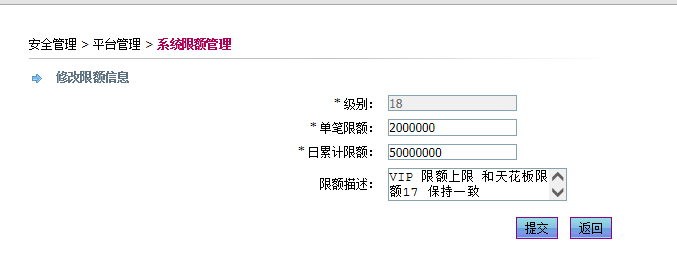 安全管理 > 平台管理 > 系统限额管理
修改限额信息
*级别： 18
*单笔限额： 2000000
*日累计限额： 50000000
限额描述： VIP 限额上限 和天花板限
额17 保持一致
提交 返回